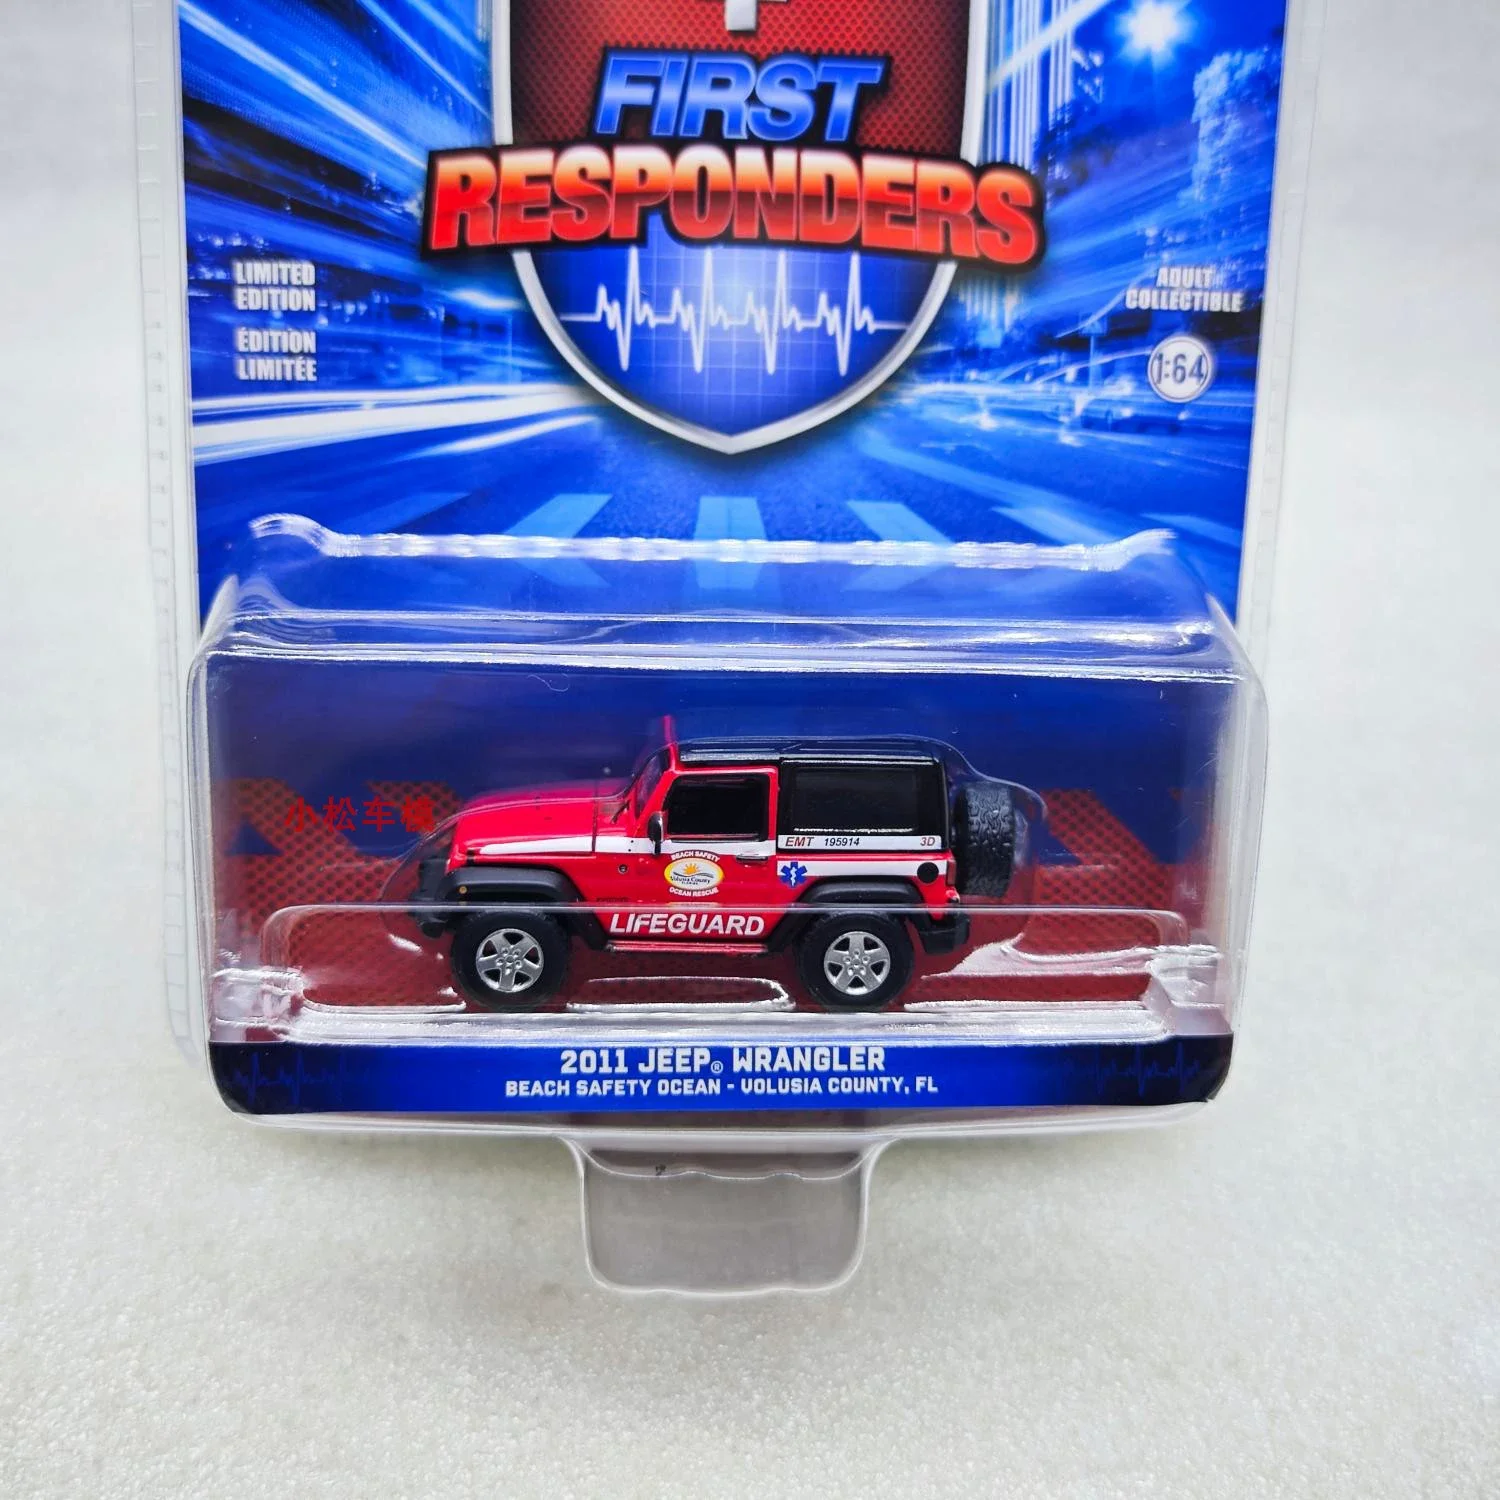 FIRST
RESPONDERS
LIMITED
EDITION
ÉDITION
LIMITÉE
ADULT
COLLECTIBLE
1:64
小松车模
EMT 195914 3D
BEACH SAFETY
Volusia County
FLORIDA
OCEAN RESCUE
LIFEGUARD
2011 JEEP® WRANGLER
BEACH SAFETY OCEAN - VOLUSIA COUNTY, FL